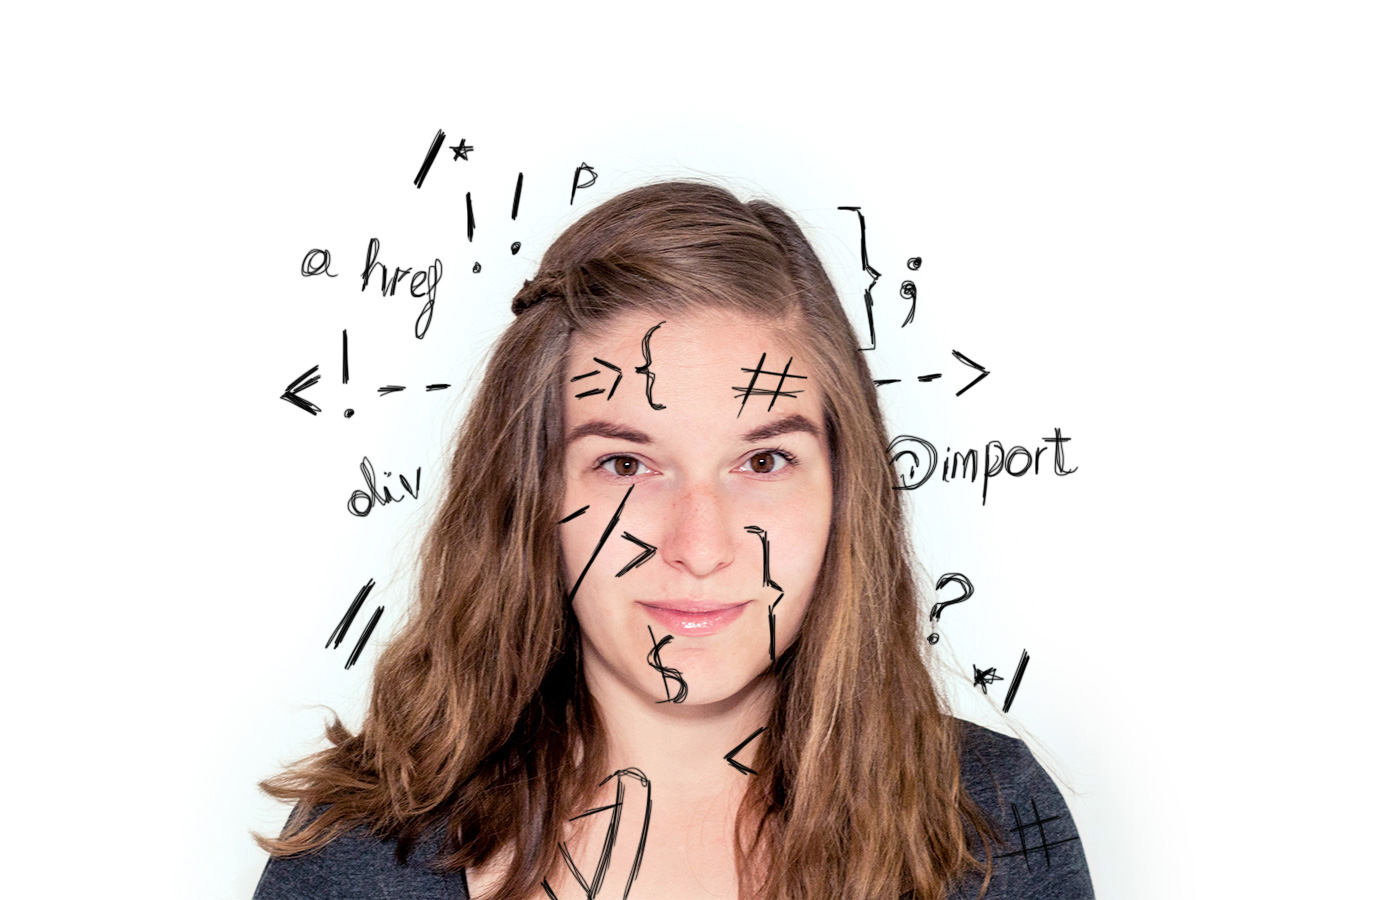 /*
! ! p
a href
} ;
<! -- -->
=> { #
div @import
- / > }
// ?
$ */
<
#